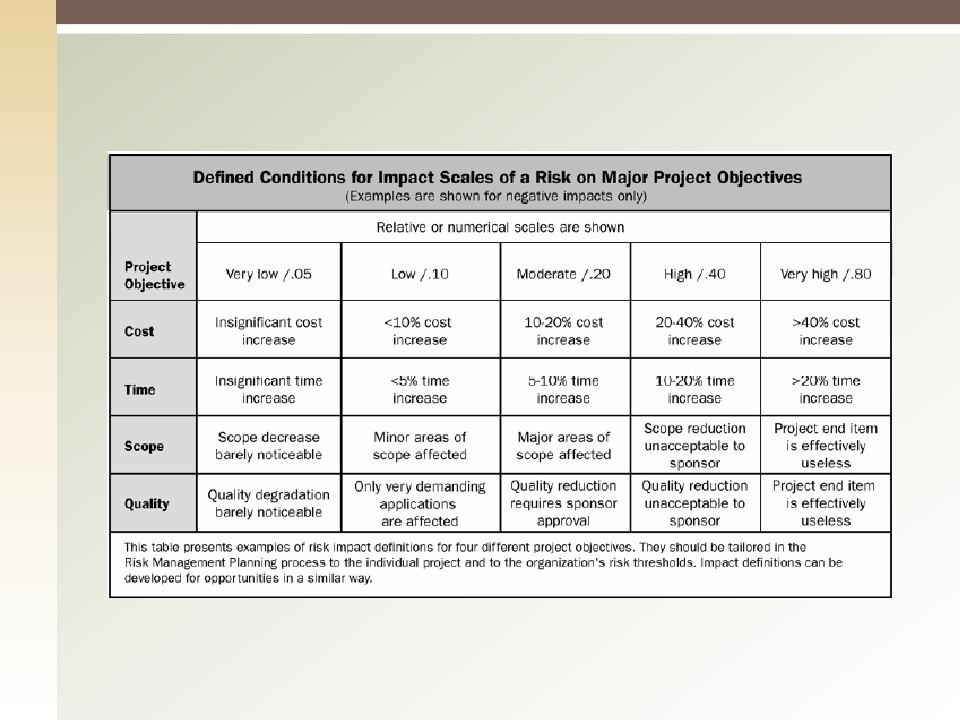 Defined Conditions for Impact Scales of a Risk on Major Project Objectives
(Examples are shown for negative impacts only)
Relative or numerical scales are shown
Project
Objective
Very low /.05
Low /.10
Moderate /.20
High /.40
Very high /.80
Cost
Insignificant cost
increase
<10% cost
increase
10-20% cost
increase
20-40% cost
increase
>40% cost
increase
Time
Insignificant time
increase
<5% time
increase
5-10% time
increase
10-20% time
increase
>20% time
increase
Scope
Scope decrease
barely noticeable
Minor areas of
scope affected
Major areas of
scope affected
Scope reduction
unacceptable to
sponsor
Project end item
is effectively
useless
Quality
Quality degradation
barely noticeable
Only very demanding
applications
are affected
Quality reduction
requires sponsor
approval
Quality reduction
unacceptable to
sponsor
Project end item
is effectively
useless
This table presents examples of risk impact definitions for four different project objectives. They should be tailored in the
Risk Management Planning process to the individual project and to the organization's risk thresholds. Impact definitions can be
developed for opportunities in a similar way.